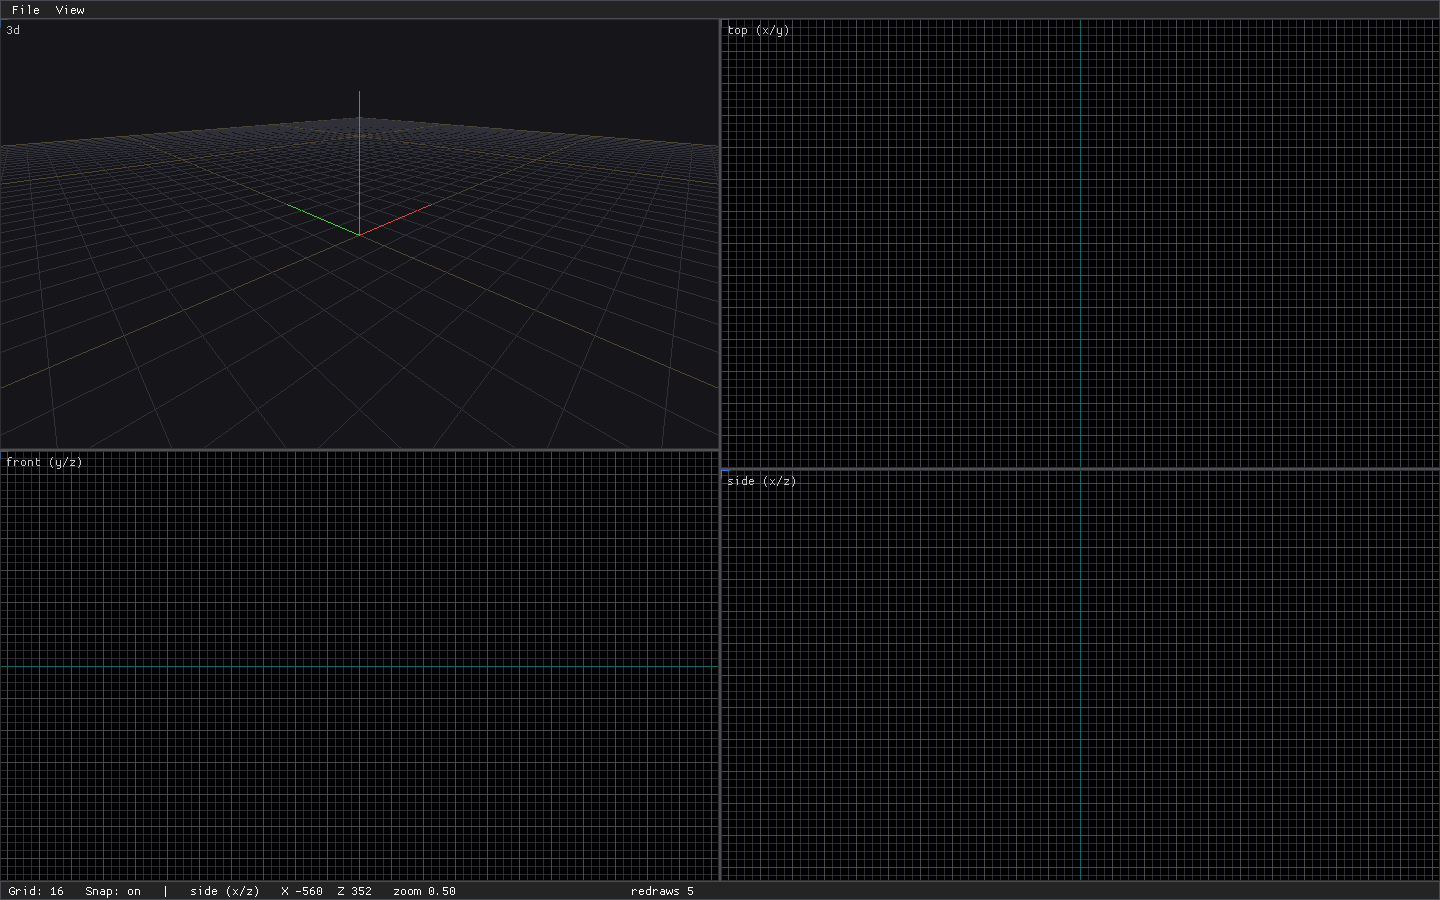 File View
3d
top (x/y)
front (y/z)
side (x/z)
Grid: 16 Snap: on | side (x/z) X -560 Z 352 zoom 0.50 redraws 5